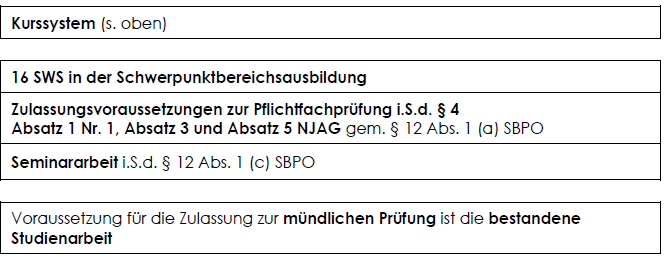 Kurssystem (s. oben)
16 SWS in der Schwerpunktbereichsausbildung
Zulassungsvoraussetzungen zur Pflichtfachprüfung i.S.d. § 4
Absatz 1 Nr. 1, Absatz 3 und Absatz 5 NJAG gem. § 12 Abs. 1 (a) SBPO
Seminararbeit i.S.d. § 12 Abs. 1 (c) SBPO
Voraussetzung für die Zulassung zur mündlichen Prüfung ist die bestandene
Studienarbeit